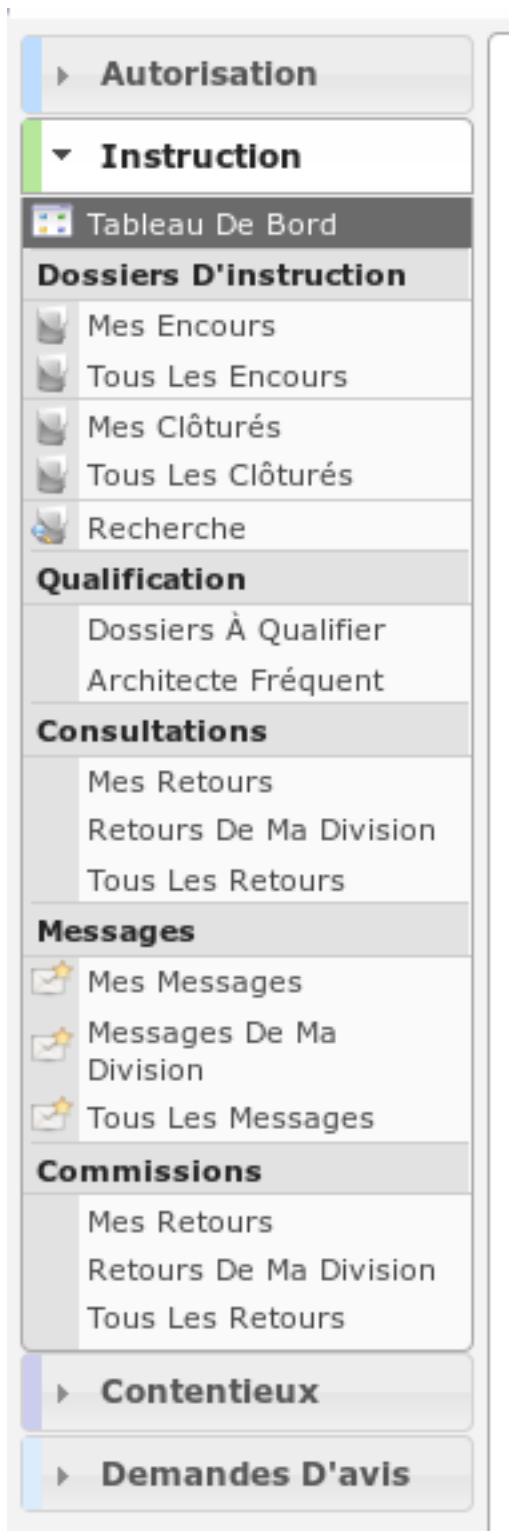 Autorisation
Instruction
Tableau De Bord
Dossiers D'instruction
Mes Encours
Tous Les Encours
Mes Clôturés
Tous Les Clôturés
Recherche
Qualification
Dossiers À Qualifier
Architecte Fréquent
Consultations
Mes Retours
Retours De Ma Division
Tous Les Retours
Messages
Mes Messages
Messages De Ma
Division
Tous Les Messages
Commissions
Mes Retours
Retours De Ma Division
Tous Les Retours
Contentieux
Demandes D'avis